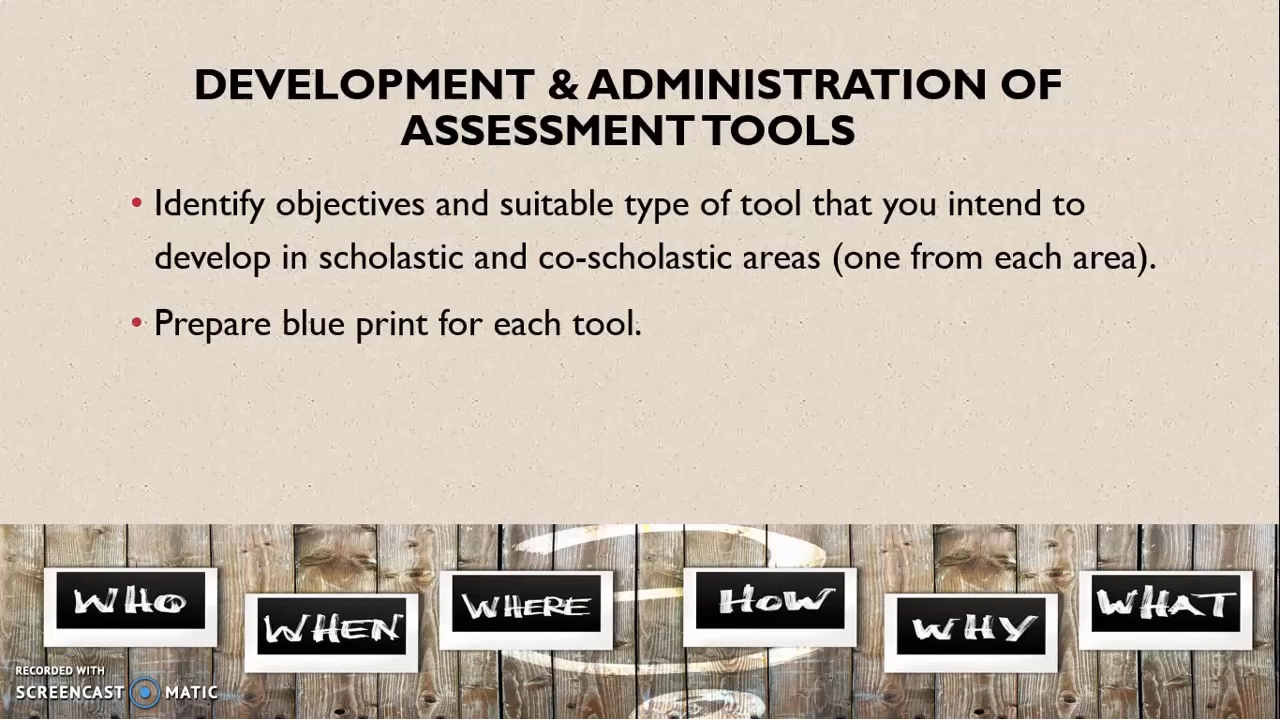 DEVELOPMENT & ADMINISTRATION OF
ASSESSMENT TOOLS
• Identify objectives and suitable type of tool that you intend to
develop in scholastic and co-scholastic areas (one from each area).
• Prepare blue print for each tool.
WHO
WHEN
WHERE
HOW
WHY
WHAT
RECORDED WITH
SCREENCAST MATIC